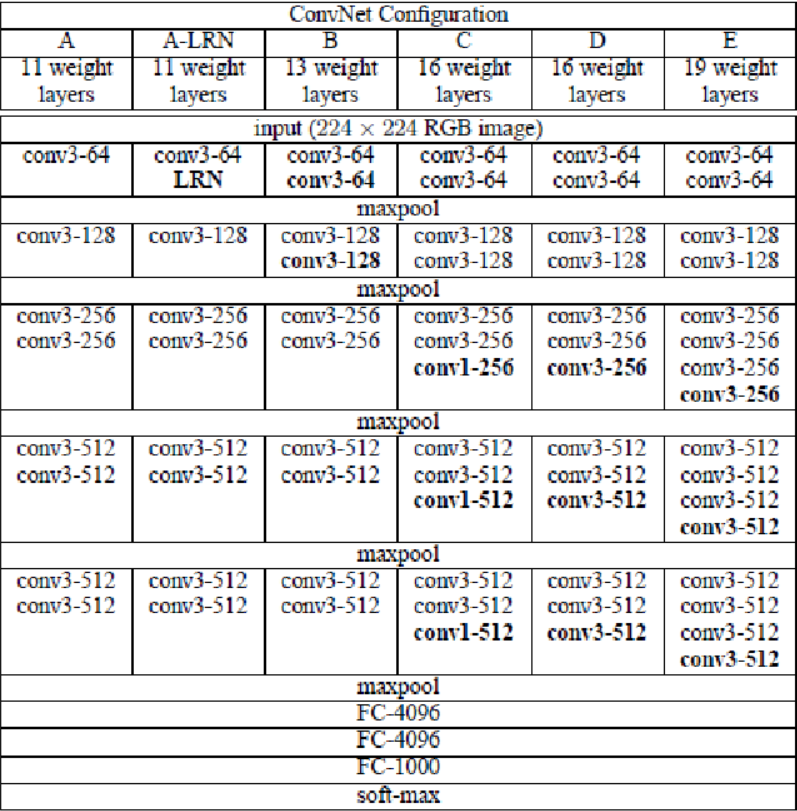 ConvNet Configuration
A A-LRN B C D E
11 weight 11 weight 13 weight 16 weight 16 weight 19 weight
layers layers layers layers layers layers
input (224 × 224 RGB image)
conv3-64 conv3-64 conv3-64 conv3-64 conv3-64 conv3-64
LRN conv3-64 conv3-64 conv3-64 conv3-64
maxpool
conv3-128 conv3-128 conv3-128 conv3-128 conv3-128 conv3-128
conv3-128 conv3-128 conv3-128 conv3-128
maxpool
conv3-256 conv3-256 conv3-256 conv3-256 conv3-256 conv3-256
conv3-256 conv3-256 conv3-256 conv3-256 conv3-256 conv3-256
conv1-256 conv3-256 conv3-256
conv3-256
maxpool
conv3-512 conv3-512 conv3-512 conv3-512 conv3-512 conv3-512
conv3-512 conv3-512 conv3-512 conv3-512 conv3-512 conv3-512
conv1-512 conv3-512 conv3-512
conv3-512
maxpool
conv3-512 conv3-512 conv3-512 conv3-512 conv3-512 conv3-512
conv3-512 conv3-512 conv3-512 conv3-512 conv3-512 conv3-512
conv1-512 conv3-512 conv3-512
conv3-512
maxpool
FC-4096
FC-4096
FC-1000
soft-max